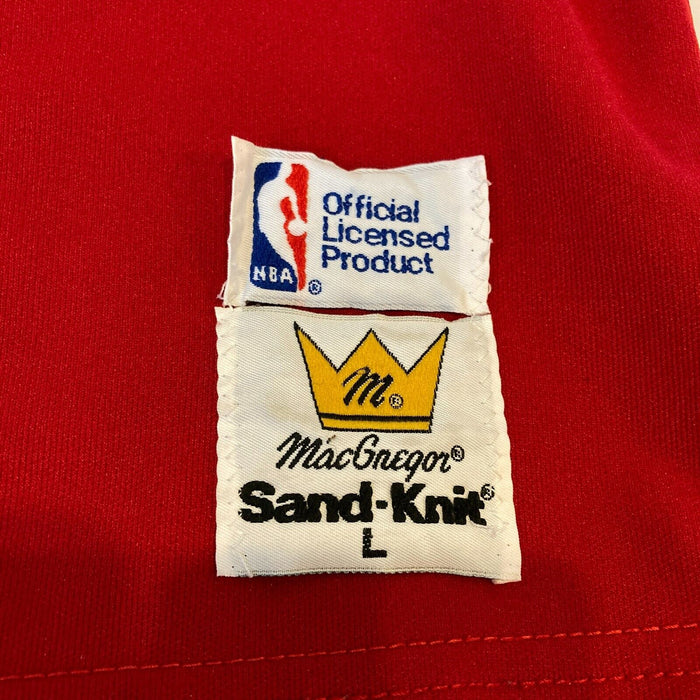 Official
Licensed
Product
NBA ®
M ®
MacGregor®
Sand-Knit®
L